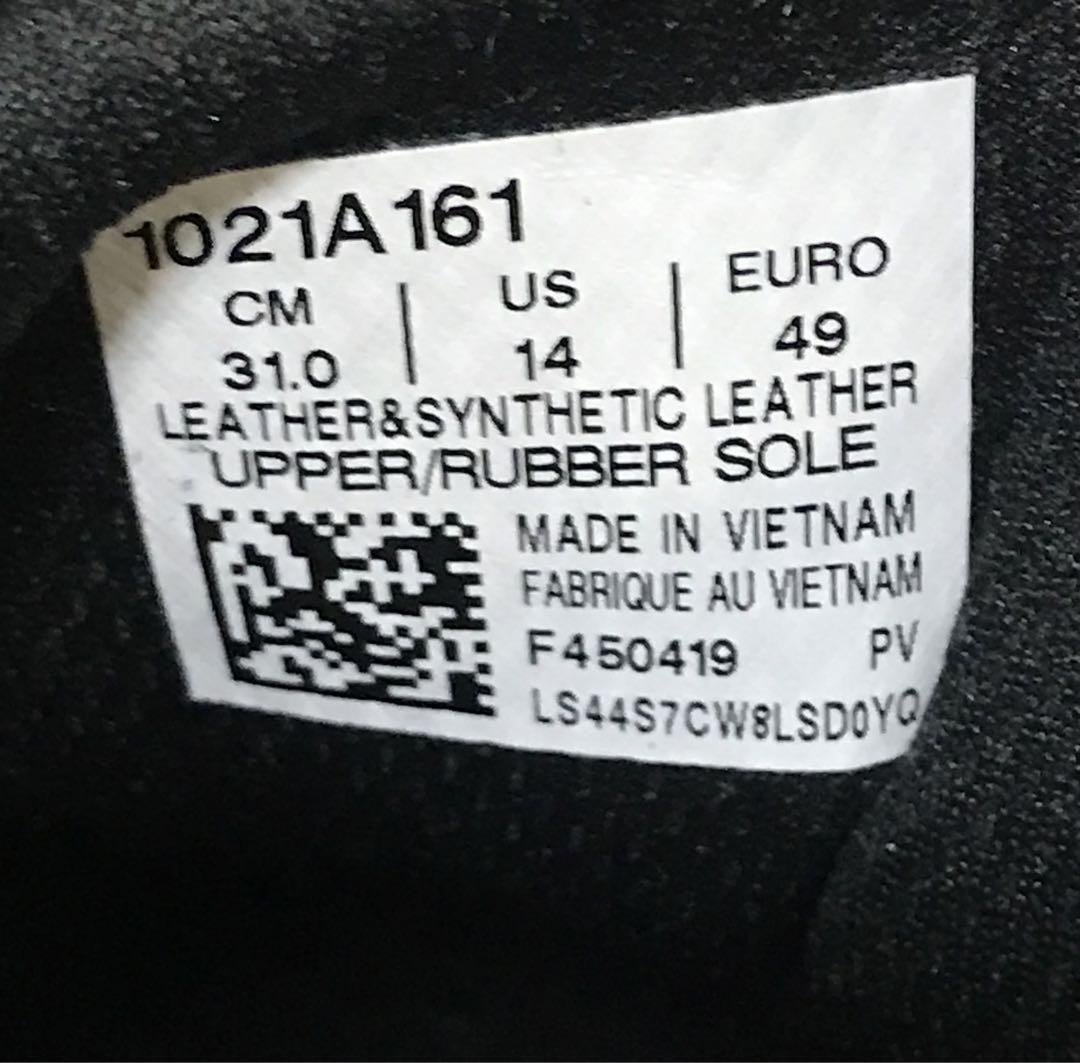 1021A161
CM | US | EURO
31.0 | 14 | 49
LEATHER&SYNTHETIC LEATHER
UPPER/RUBBER SOLE
MADE IN VIETNAM
FABRIQUE AU VIETNAM
F450419 PV
LS44S7CW8LSD0YQ